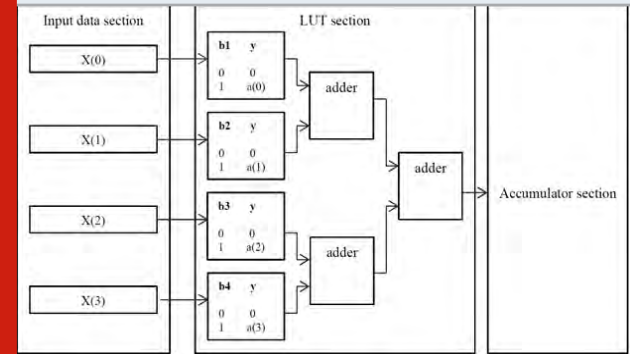 Input data section
LUT section
X(0)
b1 y
0 0
1 a(0)
adder
X(1)
b2 y
0 0
1 a(1)
adder
Accumulator section
X(2)
b3 y
0 0
1 a(2)
adder
X(3)
b4 y
0 0
1 a(3)